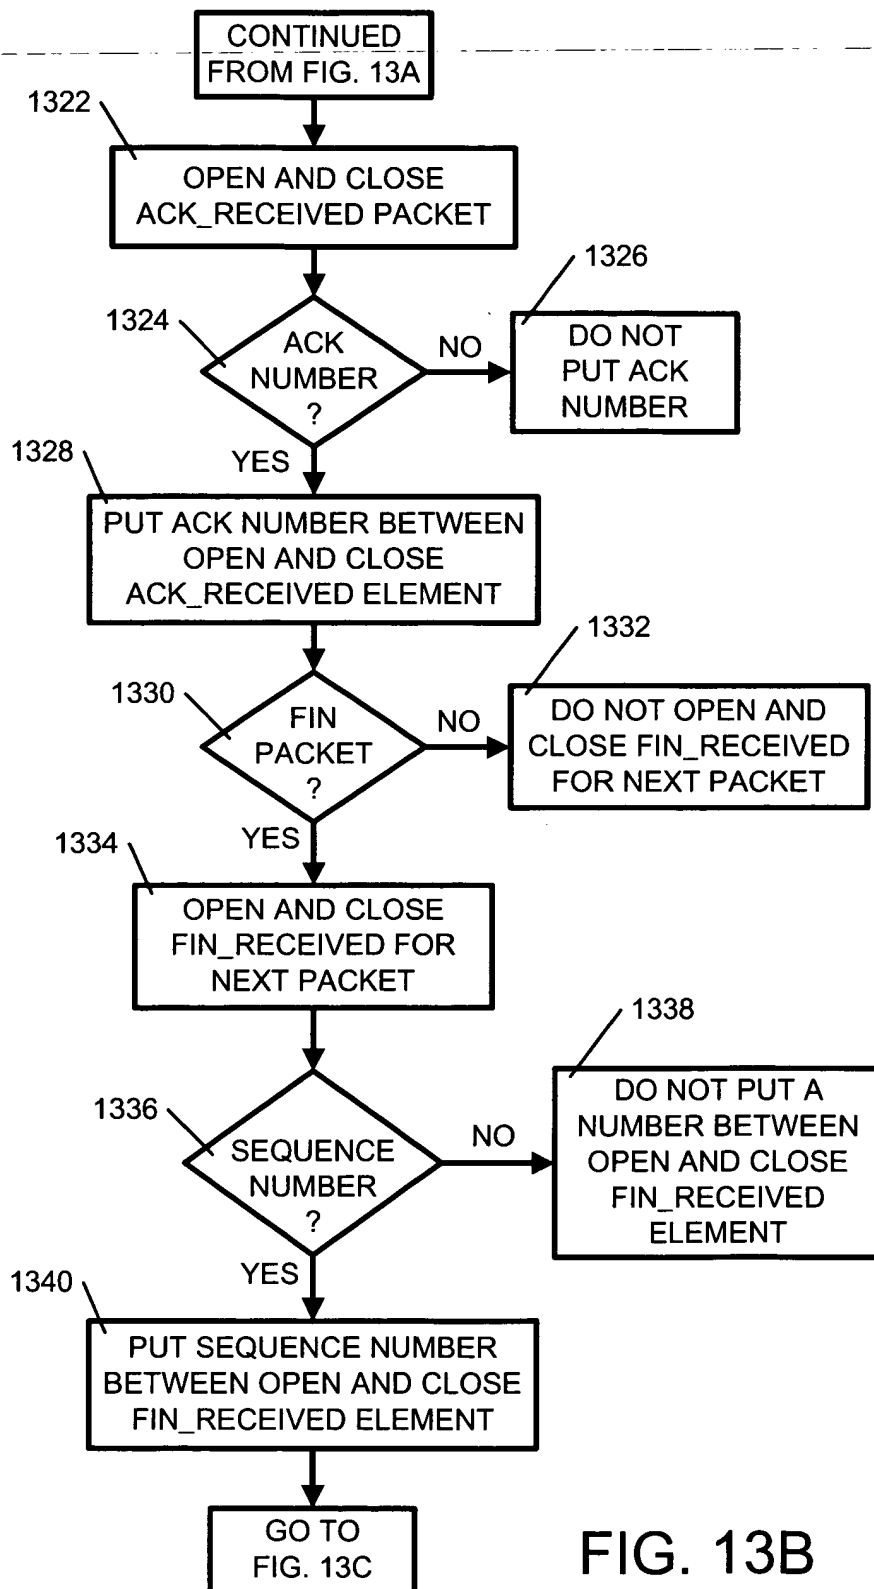 CONTINUED
FROM FIG. 13A
1322
OPEN AND CLOSE
ACK_RECEIVED PACKET
1324
ACK
NUMBER
?
NO
1326
DO NOT
PUT ACK
NUMBER
YES
1328
PUT ACK NUMBER BETWEEN
OPEN AND CLOSE
ACK_RECEIVED ELEMENT
1330
FIN
PACKET
?
NO
1332
DO NOT OPEN AND
CLOSE FIN_RECEIVED
FOR NEXT PACKET
YES
1334
OPEN AND CLOSE
FIN_RECEIVED FOR
NEXT PACKET
1336
SEQUENCE
NUMBER
?
NO
1338
DO NOT PUT A
NUMBER BETWEEN
OPEN AND CLOSE
FIN_RECEIVED
ELEMENT
YES
1340
PUT SEQUENCE NUMBER
BETWEEN OPEN AND CLOSE
FIN_RECEIVED ELEMENT
GO TO
FIG. 13C
FIG. 13B